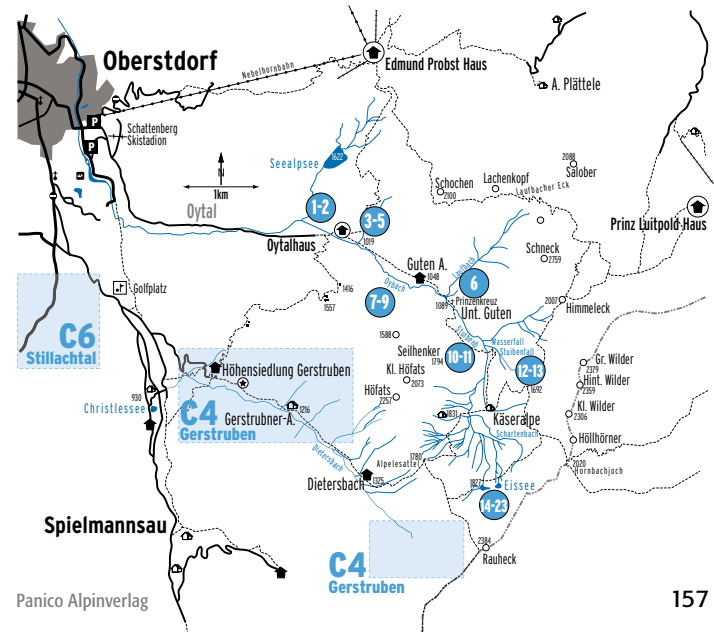 Oberstdorf
Nebelhornbahn
Edmund Probst Haus
A. Plättele
P
P
Schattenberg
Skistadion
Seealpsee
1622
N
1km
Oytal
1-2
3-5
Oytalhaus
1019
Schochen
2100
Lachenkopf
Laufbacher Eck
2088
Salober
Prinz Luitpold Haus
Schneck
2759
Guten A.
1048
Laufbach
6
Oybach
1089
Prinzenkreuz
Unt. Guten
2007
Himmeleck
7-9
1416
1557
Golfplatz
C6
Stillachtal
1588
Seilhenker
1794
Kl. Höfats
2073
Höfats
2257
Stuibenb.
10-11
Wasserfall
Stuibenfall
12-13
1692
Gr. Wilder
2379
Hint. Wilder
2359
Kl. Wilder
2306
Höllhörner
2020
Hornbachjoch
Höhensiedlung Gerstruben
930
Christlessee
C4
Gerstruben
Gerstrubner-A.
1216
1831
Käseralpe
Schartenbach
Dietersbach
Alpelesattel
1780
Dietersbach
1325
1827
Eissee
14-23
Spielmannsau
2384
Rauheck
C4
Gerstruben
Panico Alpinverlag
157